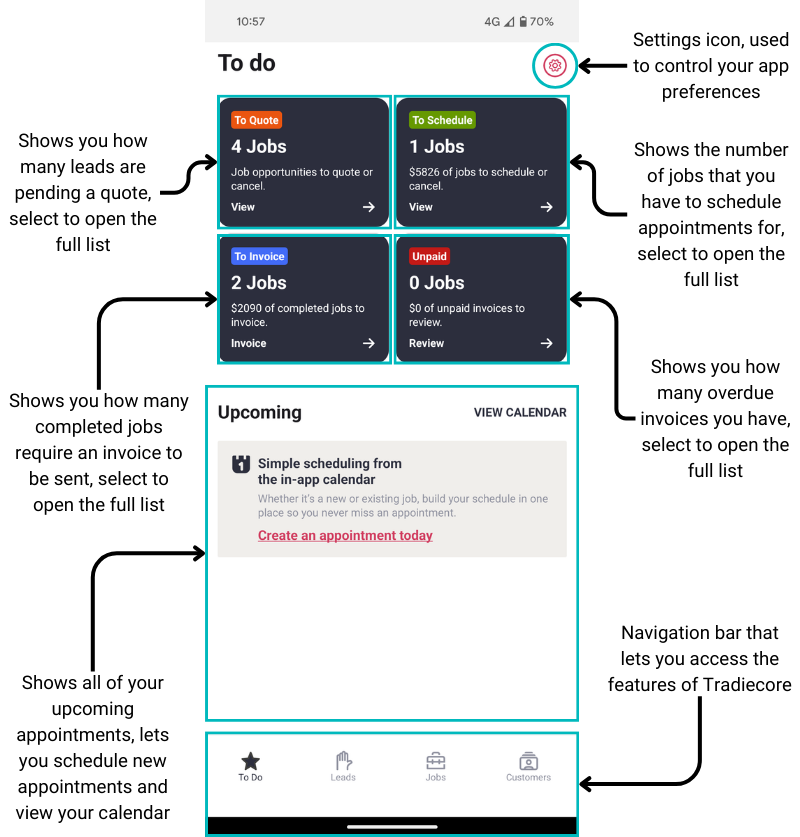 10:57
4G
70%
To do
Settings icon, used
to control your app
preferences
To Quote
4 Jobs
Job opportunities to quote or
cancel.
View
To Schedule
1 Jobs
$5826 of jobs to schedule or
cancel.
View
Shows you how
many leads are
pending a quote,
select to open the
full list
Shows the number
of jobs that you
have to schedule
appointments for,
select to open the
full list
To Invoice
2 Jobs
$2090 of completed jobs to
invoice.
Invoice
Unpaid
0 Jobs
$0 of unpaid invoices to
review.
Review
Shows you how many
completed jobs
require an invoice to
be sent, select to
open the full list
Shows you how
many overdue
invoices you have,
select to open the
full list
Upcoming
VIEW CALENDAR
1
Simple scheduling from
the in-app calendar
Whether it's a new or existing job, build your schedule in one
place so you never miss an appointment.
Create an appointment today
Shows all of your
upcoming
appointments, lets
you schedule new
appointments and
view your calendar
Navigation bar that
lets you access the
features of Tradiecore
To Do
Leads
Jobs
Customers